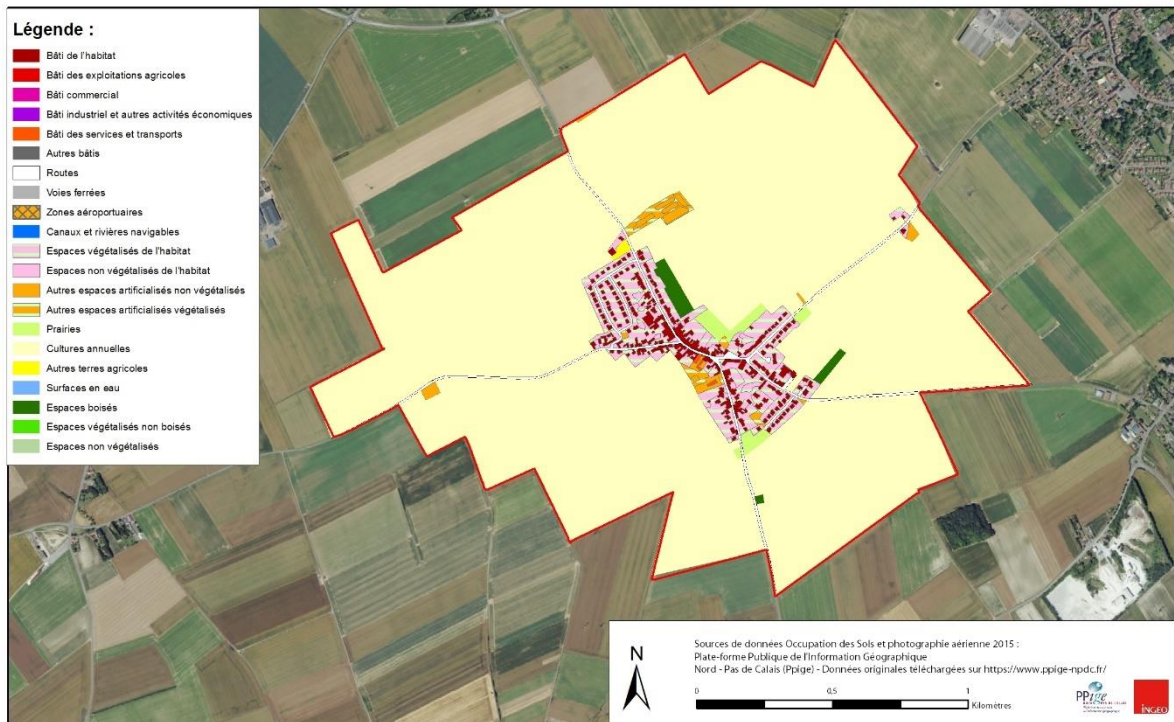 Légende :
Bâti de l'habitat
Bâti des exploitations agricoles
Bâti commercial
Bâti industriel et autres activités économiques
Bâti des services et transports
Autres bâtis
Routes
Voies ferrées
Zones aéroportuaires
Canaux et rivières navigables
Espaces végétalisés de l'habitat
Espaces non végétalisés de l'habitat
Autres espaces artificialisés non végétalisés
Autres espaces artificialisés végétalisés
Prairies
Cultures annuelles
Autres terres agricoles
Surfaces en eau
Espaces boisés
Espaces végétalisés non boisés
Espaces non végétalisés
N
Sources de données Occupation des Sols et photographie aérienne 2015 :
Plate-forme Publique de l'Information Géographique
Nord - Pas de Calais (Ppige) - Données originales téléchargées sur https://www.ppige-npdc.fr/
0 0,5 1
Kilomètres
PPige
INGEO